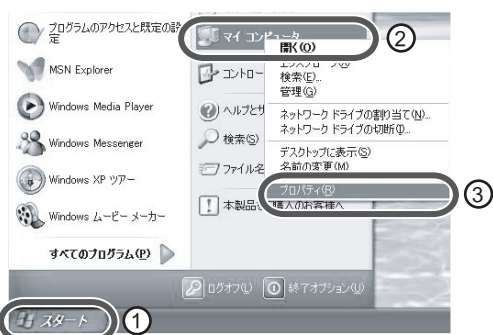 プログラムのアクセスと既定の設
定
MSN Explorer
Windows Media Player
Windows Messenger
Windows XP ツアー
Windows ムービー メーカー
すべてのプログラム(P)
マイ コンピュータ
②
コントロー
ヘルプとサ
検索(S)
ファイル名
本製品
購入のお客様へ
開く(O)
エクスプローラ(X)
検索(E)...
管理(G)
ネットワーク ドライブの割り当て(N)...
ネットワーク ドライブの切断(I)...
デスクトップに表示(S)
名前の変更(M)
プロパティ(R)
③
ログオフ(L)
終了オプション(U)
スタート
①